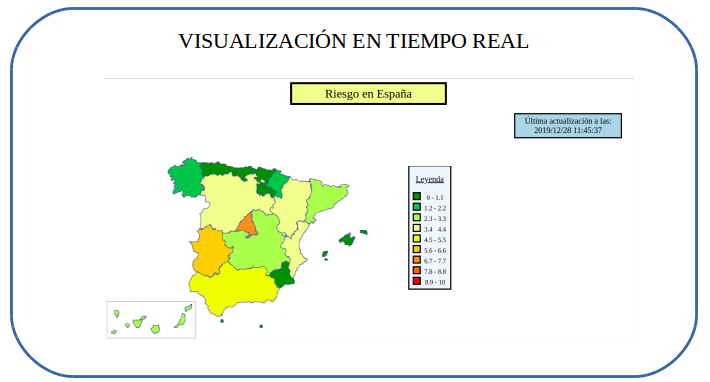 VISUALIZACIÓN EN TIEMPO REAL
Riesgo en España
Última actualización a las:
2019/12/28 11:45:37
Leyenda
0 - 1.1
1.2 - 2.2
2.3 - 3.3
3.4 4.4
4.5 - 5.5
5.6 - 6.6
6.7 - 7.7
7.8 - 8.8
8.9 - 10